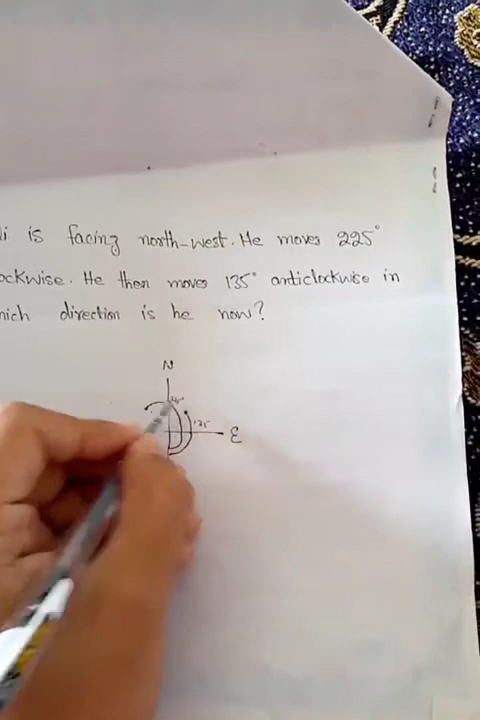 is facing north-west. He moves 225°
ockwise. He then moves 135° anticlockwise in
hich direction is he now?
N
135°
E